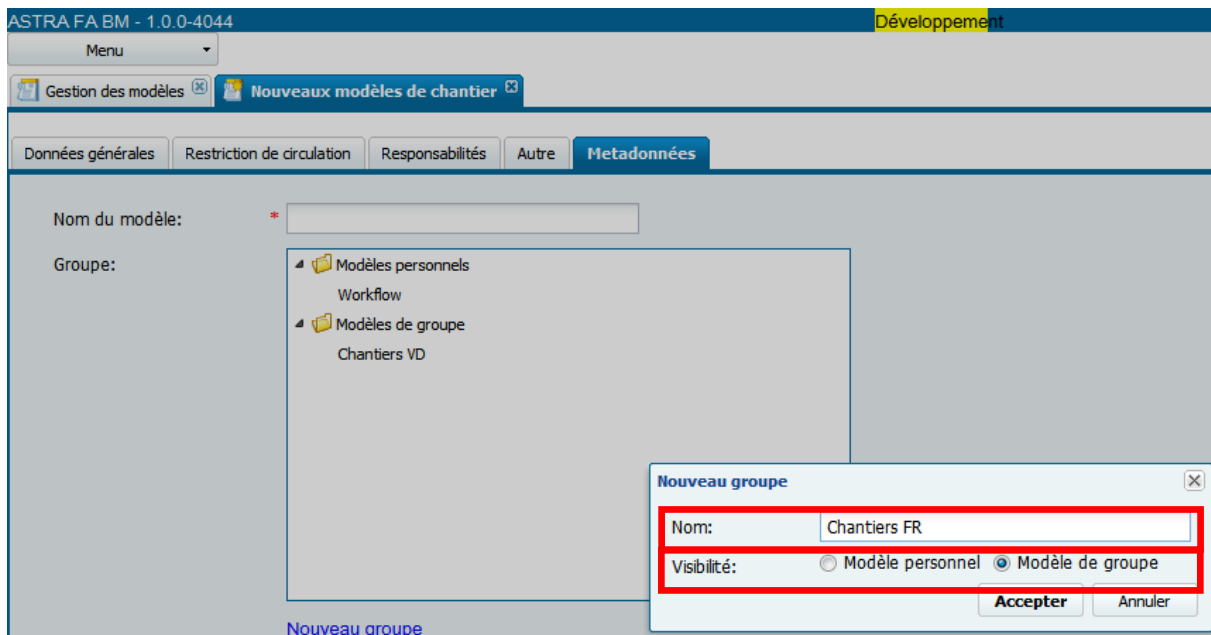 ASTRA FA BM - 1.0.0-4044 Développement
Menu
Gestion des modèles Nouveaux modèles de chantier
Données générales Restriction de circulation Responsabilités Autre Metadonnées
Nom du modèle: *
Groupe:
Modèles personnels
Workflow
Modèles de groupe
Chantiers VD
Nouveau groupe
Nom: Chantiers FR
Visibilité: Modèle personnel Modèle de groupe
Accepter Annuler
Nouveau groupe